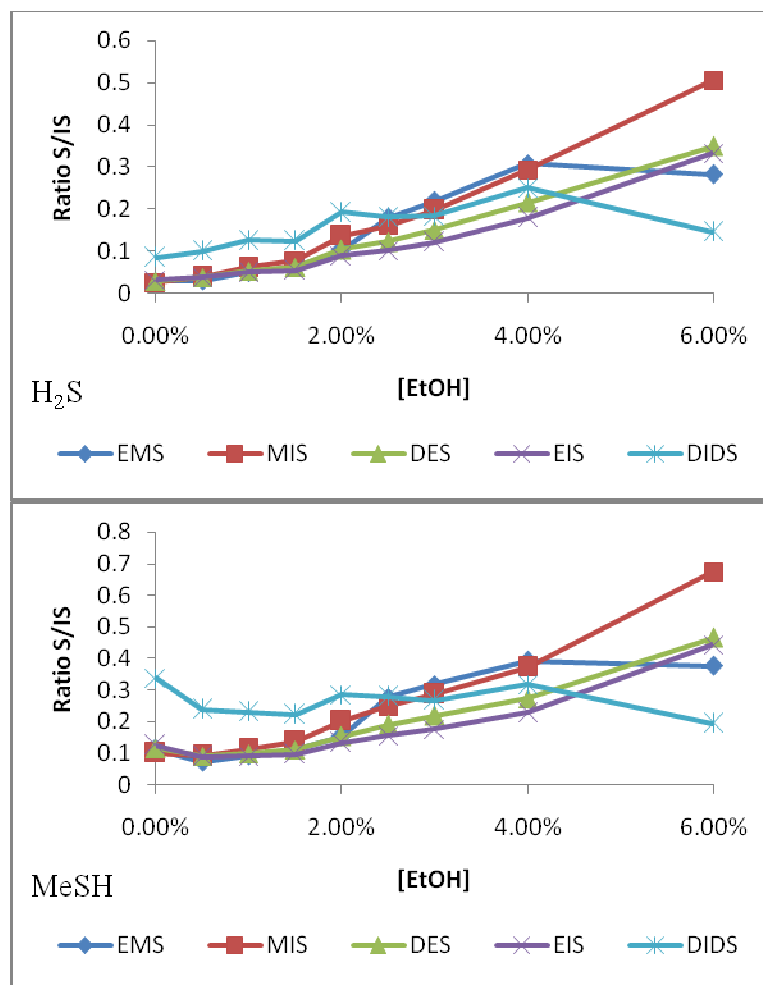 0.6
0.5
0.4
0.3
0.2
0.1
0
Ratio S/IS
0.00% 2.00% 4.00% 6.00%
[EtOH]
H₂S
EMS MIS DES EIS DIDS
0.8
0.7
0.6
0.5
0.4
0.3
0.2
0.1
0
Ratio S/IS
0.00% 2.00% 4.00% 6.00%
[EtOH]
MeSH
EMS MIS DES EIS DIDS